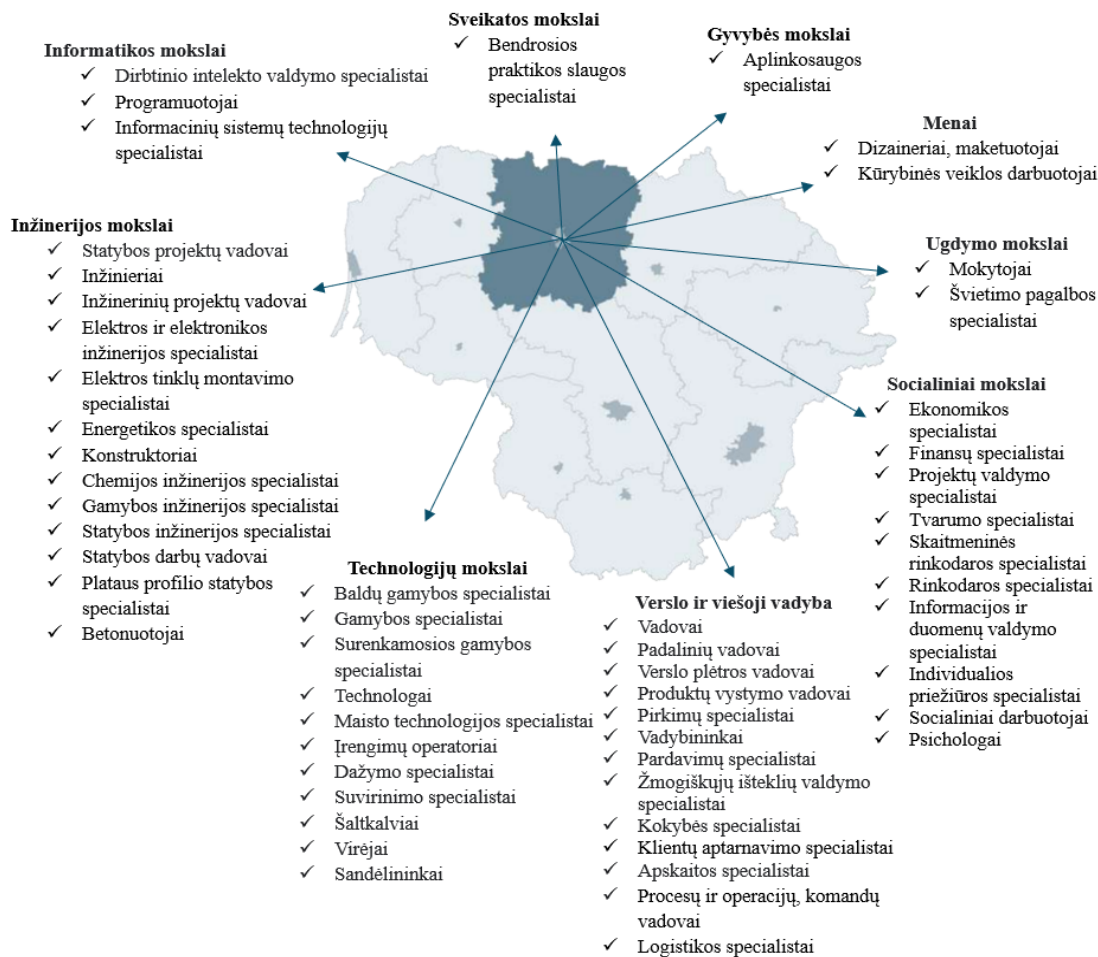 Sveikatos mokslai
✓ Bendrosios
praktikos slaugos
specialistai
Gyvybės mokslai
✓ Aplinkosaugos
specialistai
Informatikos mokslai
✓ Dirbtinio intelekto valdymo specialistai
✓ Programuotojai
✓ Informacinių sistemų technologijų
specialistai
Menai
✓ Dizaineriai, maketuotojai
✓ Kūrybinės veiklos darbuotojai
Inžinerijos mokslai
✓ Statybos projektų vadovai
✓ Inžinieriai
✓ Inžinerinių projektų vadovai
✓ Elektros ir elektronikos
inžinerijos specialistai
✓ Elektros tinklų montavimo
specialistai
✓ Energetikos specialistai
✓ Konstruktoriai
✓ Chemijos inžinerijos specialistai
✓ Gamybos inžinerijos specialistai
✓ Statybos inžinerijos specialistai
✓ Statybos darbų vadovai
✓ Plataus profilio statybos
specialistai
✓ Betonuotojai
Ugdymo mokslai
✓ Mokytojai
✓ Švietimo pagalbos
specialistai
Socialiniai mokslai
✓ Ekonomikos
specialistai
✓ Finansų specialistai
✓ Projektų valdymo
specialistai
✓ Tvarumo specialistai
✓ Skaitmeninės
rinkodaros specialistai
✓ Rinkodaros specialistai
✓ Informacijos ir
duomenų valdymo
specialistai
✓ Individualios
priežiūros specialistai
✓ Socialiniai darbuotojai
✓ Psichologai
Technologijų mokslai
✓ Baldų gamybos specialistai
✓ Gamybos specialistai
✓ Surenkamosios gamybos
specialistai
✓ Technologai
✓ Maisto technologijos specialistai
✓ Įrengimų operatoriai
✓ Dažymo specialistai
✓ Suvirinimo specialistai
✓ Šaltkalviai
✓ Virėjai
✓ Sandėlininkai
Verslo ir viešoji vadyba
✓ Vadovai
✓ Padalinių vadovai
✓ Verslo plėtros vadovai
✓ Produktų vystymo vadovai
✓ Pirkimų specialistai
✓ Vadybininkai
✓ Pardavimų specialistai
✓ Žmogiškųjų išteklių valdymo
specialistai
✓ Kokybės specialistai
✓ Klientų aptarnavimo specialistai
✓ Apskaitos specialistai
✓ Procesų ir operacijų, komandų
vadovai
✓ Logistikos specialistai